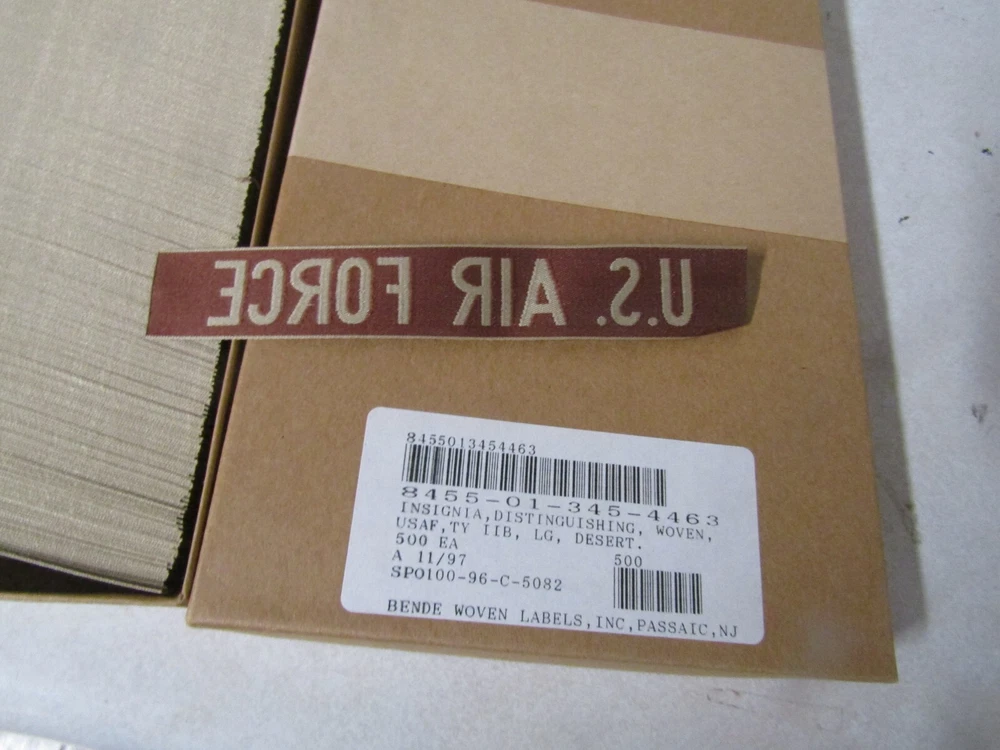 U.S. AIR FORCE
8455013454463
8455-01-345-4463
INSIGNIA,DISTINGUISHING, WOVEN,
USAF,TY IIB, LG, DESERT.
500 EA
A 11/97 500
SPO100-96-C-5082
BENDE WOVEN LABELS,INC,PASSAIC,NJ